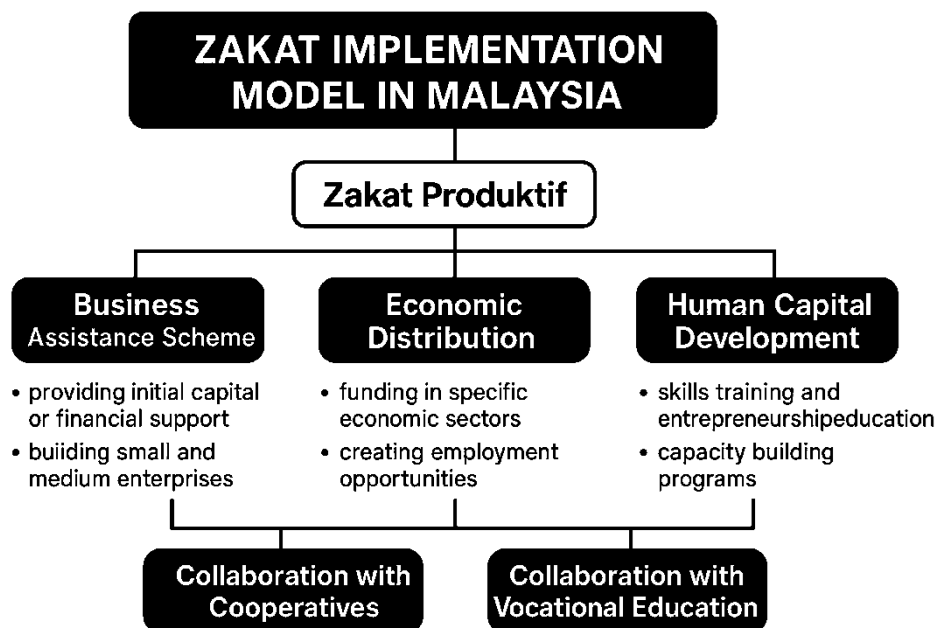 ZAKAT IMPLEMENTATION
MODEL IN MALAYSIA
Zakat Produktif
Business
Assistance Scheme
• providing initial capital
or financial support
• buiiding small and
medium enterprises
Economic
Distribution
• funding in specific
economic sectors
• creating employment
opportunities
Human Capital
Development
• skills training and
entrepreneurshipeducation
• capacity building
programs
Collaboration with
Cooperatives
Collaboration with
Vocational Education